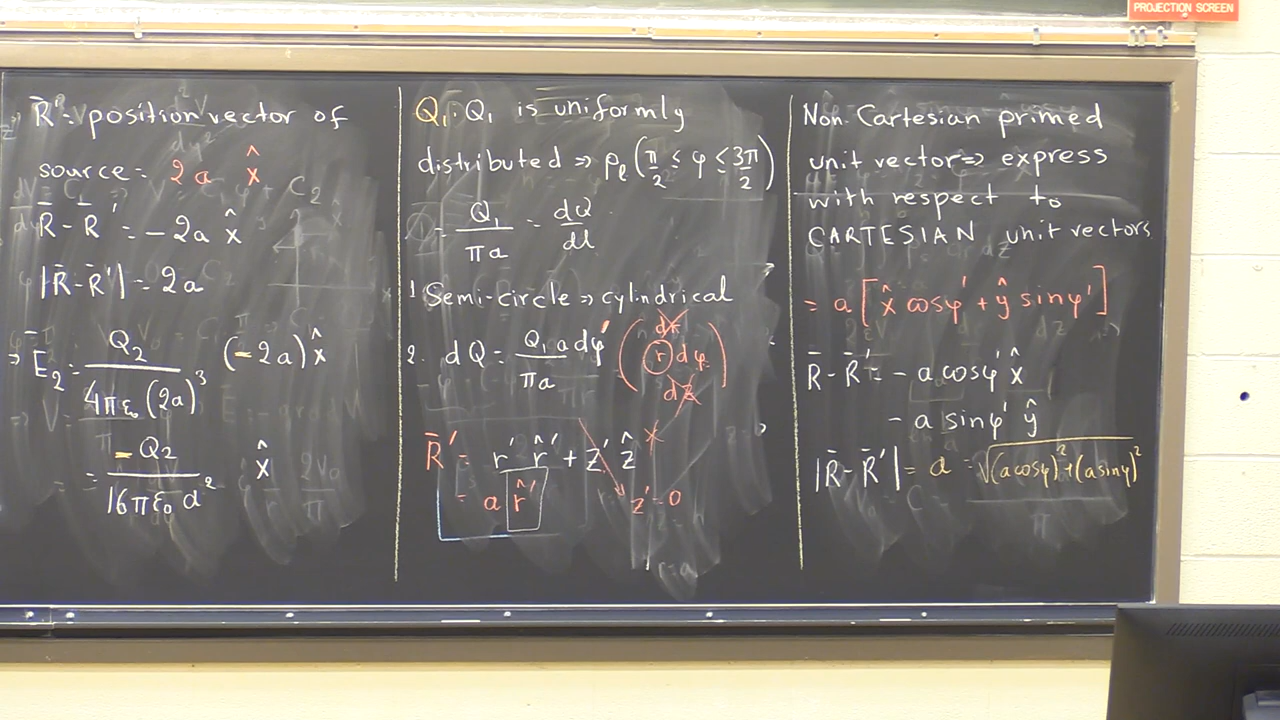 PROJECTION SCREEN
R̄': position vector of
source = 2a x̂
R̄ - R̄' = -2a x̂
|R̄-R̄'| = 2a
⇒ Ē₂ = Q₂ / 4πε₀(2a)³ (-2a) x̂
= -Q₂ / 16πε₀a² x̂
Q₁: Q₁ is uniformly
distributed ⇒ ρℓ (π/2 ≤ φ ≤ 3π/2)
= Q₁/πa = dQ/dl
1. Semi-circle ⇒ cylindrical
2. dQ = Q₁/πa a dφ' (dr r dφ dz)
R̄' = r' r̂' + z' ẑ'
= a r̂' z' = 0
Non-Cartesian primed
unit vector ⇒ express
with respect to
CARTESIAN unit vectors
= a [x̂ cosφ' + ŷ sinφ']
R̄ - R̄' = - a cosφ' x̂
- a sinφ' ŷ
|R̄ - R̄'| = a = √(a cosφ)² + (a sinφ)²